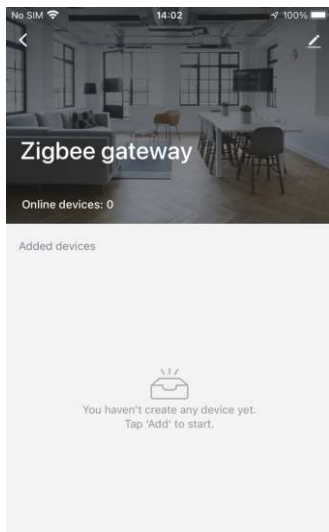 No SIM 14:02 100%
Zigbee gateway
Online devices: 0
Added devices
You haven't create any device yet.
Tap 'Add' to start.